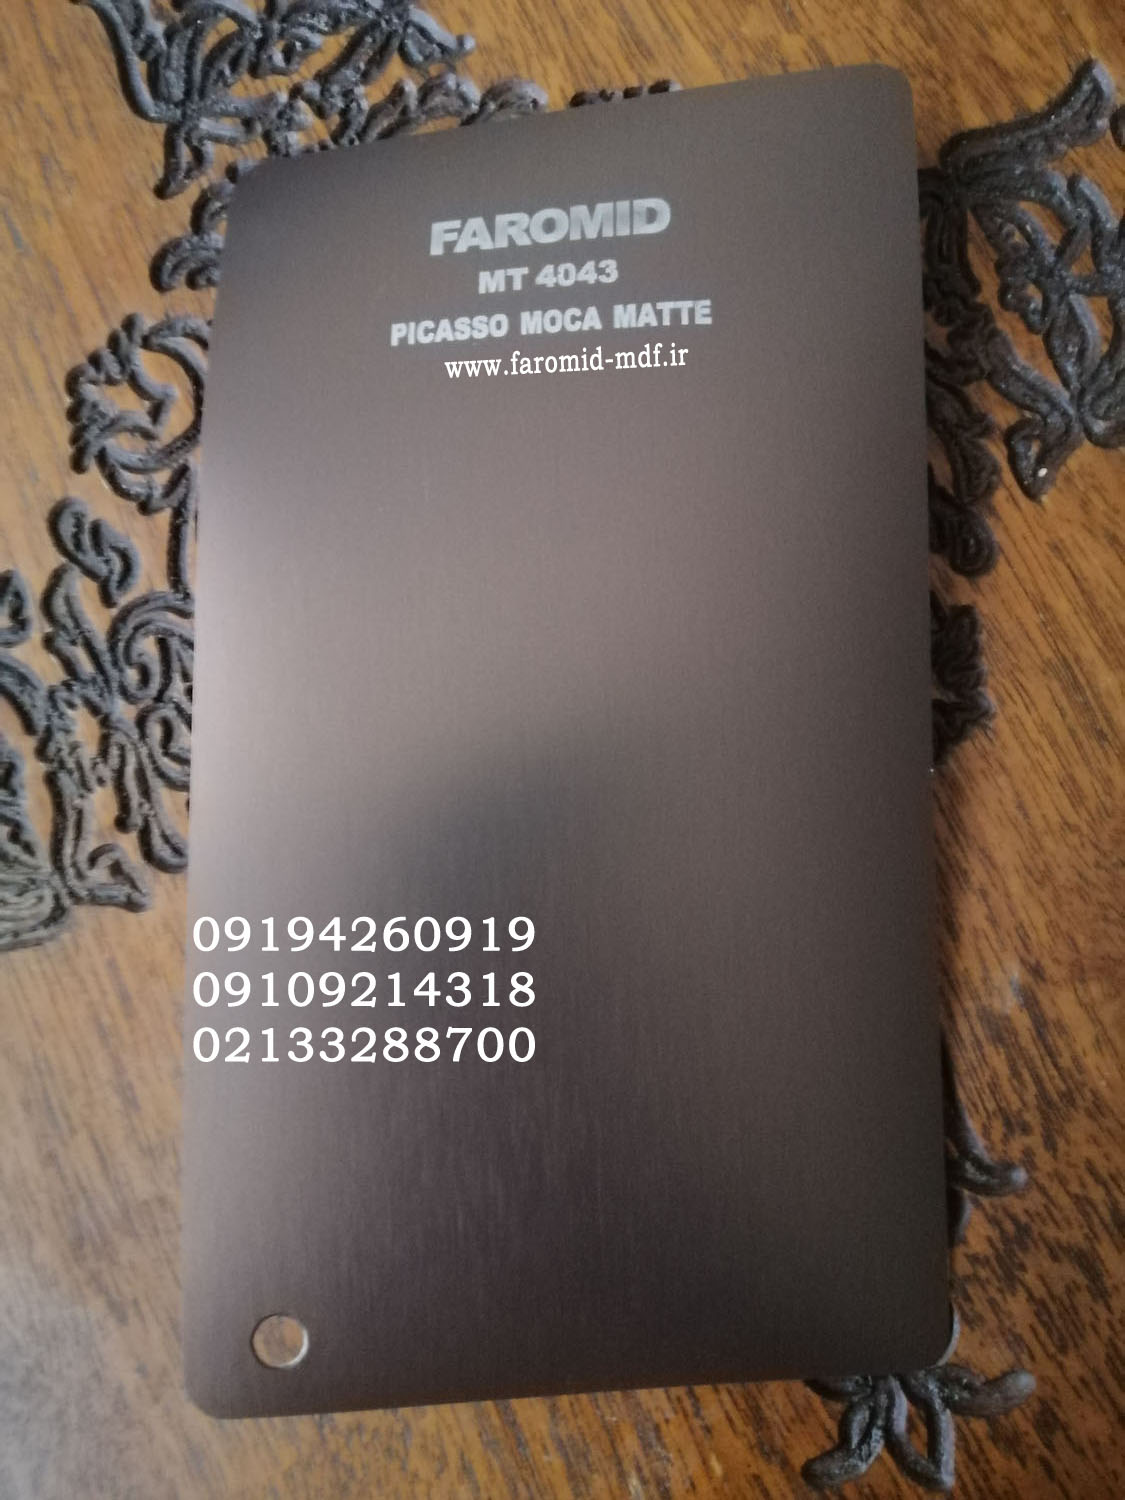 FAROMID
MT 4043
PICASSO MOCA MATTE
www.faromid-mdf.ir
09194260919
09109214318
02133288700